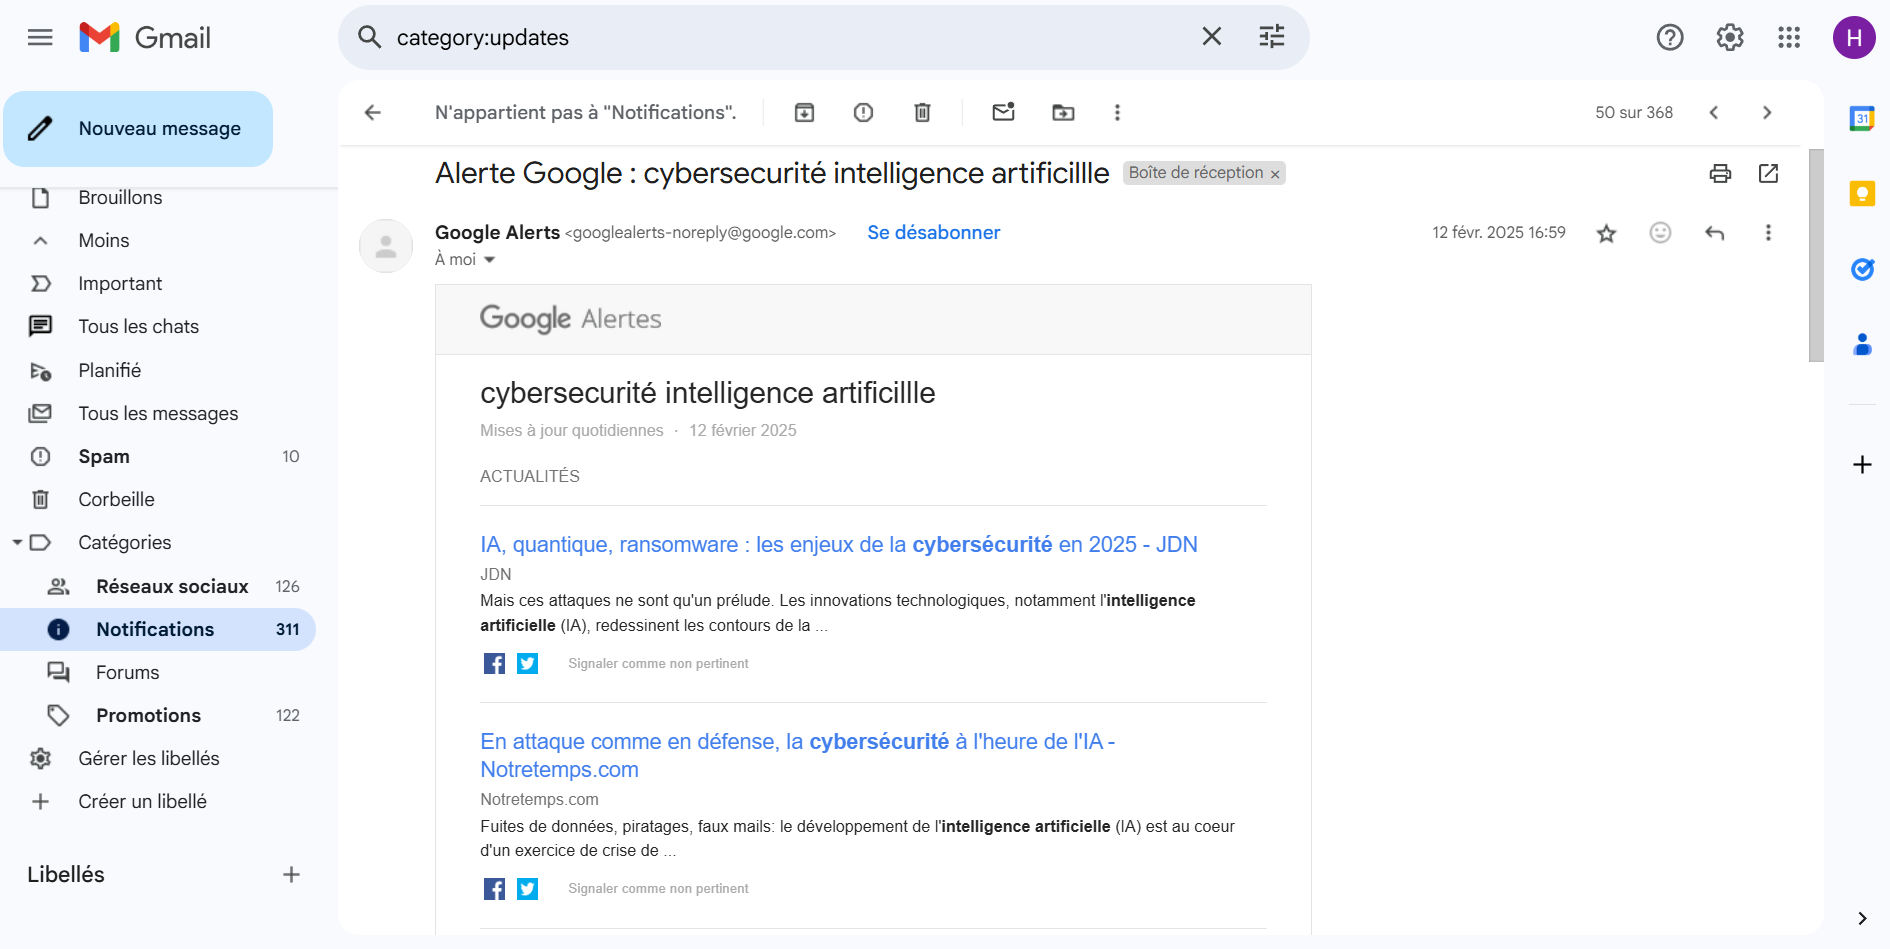 Gmail
category:updates
H
Nouveau message
Brouillons
Moins
Important
Tous les chats
Planifié
Tous les messages
Spam 10
Corbeille
Catégories
Réseaux sociaux 126
Notifications 311
Forums
Promotions 122
Gérer les libellés
Créer un libellé
Libellés
N'appartient pas à "Notifications".
50 sur 368
Alerte Google : cybersecurité intelligence artificillle Boîte de réception ×
Google Alerts <googlealerts-noreply@google.com> Se désabonner 12 févr. 2025 16:59
À moi
Google Alertes
cybersecurité intelligence artificillle
Mises à jour quotidiennes · 12 février 2025
ACTUALITÉS
IA, quantique, ransomware : les enjeux de la cybersécurité en 2025 - JDN
JDN
Mais ces attaques ne sont qu'un prélude. Les innovations technologiques, notamment l'intelligence
artificielle (IA), redessinent les contours de la ...
Signaler comme non pertinent
En attaque comme en défense, la cybersécurité à l'heure de l'IA -
Notretemps.com
Notretemps.com
Fuites de données, piratages, faux mails: le développement de l'intelligence artificielle (IA) est au coeur
d'un exercice de crise de ...
Signaler comme non pertinent
31